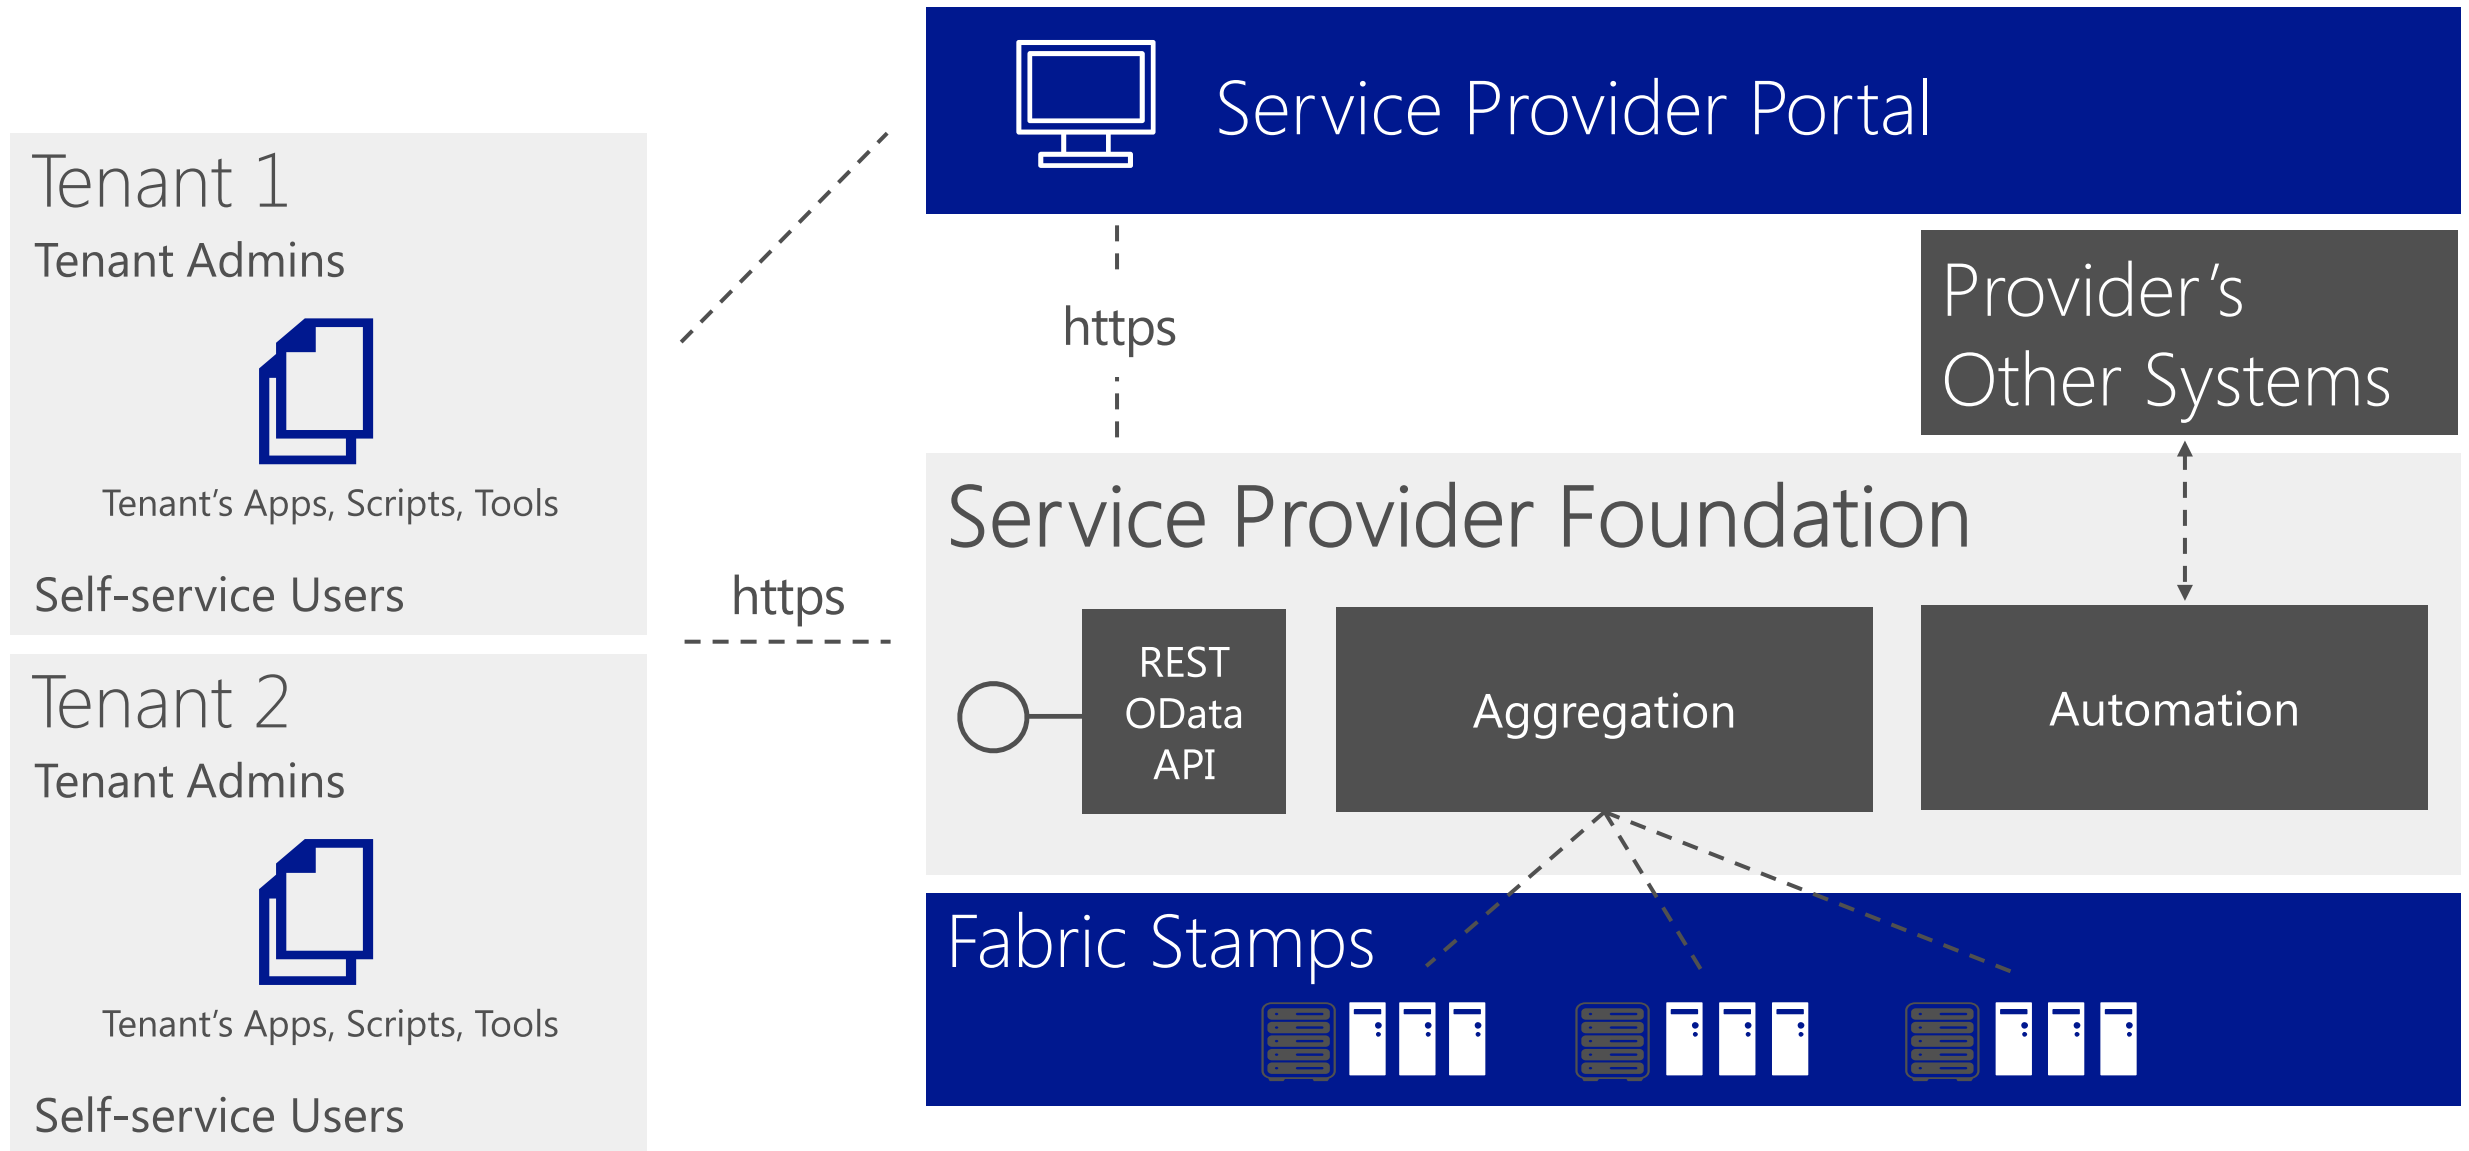 Service Provider Portal
Tenant 1
Tenant Admins
Tenant’s Apps, Scripts, Tools
Self-service Users
https
Provider’s
Other Systems
https
Service Provider Foundation
REST
OData
API
Aggregation
Automation
Tenant 2
Tenant Admins
Tenant’s Apps, Scripts, Tools
Self-service Users
Fabric Stamps